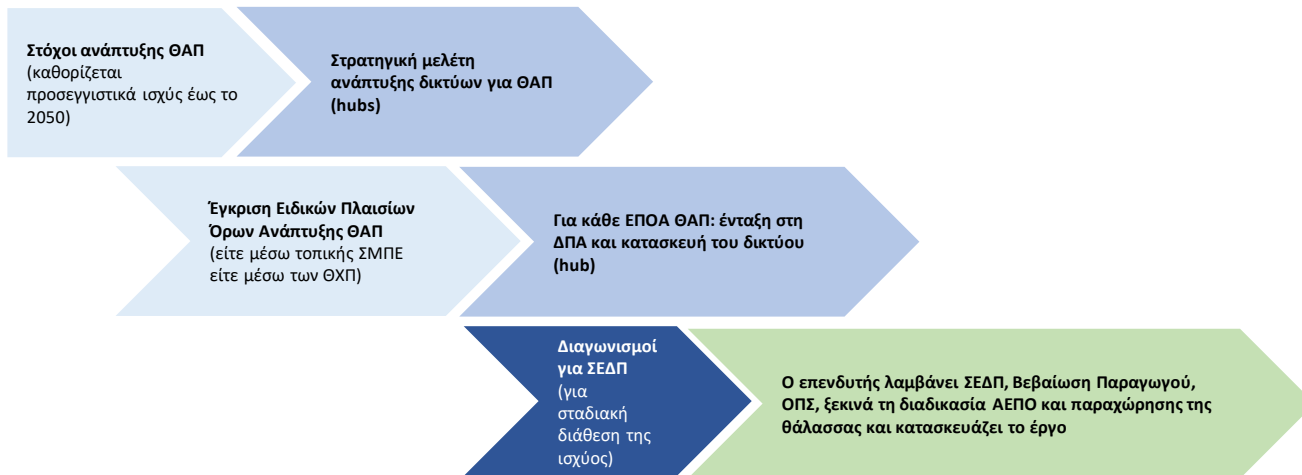 Στόχοι ανάπτυξης ΘΑΠ
(καθορίζεται
προσεγγιστικά ισχύς έως το
2050)
Στρατηγική μελέτη
ανάπτυξης δικτύων για ΘΑΠ
(hubs)
Έγκριση Ειδικών Πλαισίων
Όρων Ανάπτυξης ΘΑΠ
(είτε μέσω τοπικής ΣΜΠΕ
είτε μέσω των ΘΧΠ)
Για κάθε ΕΠΟΑ ΘΑΠ: ένταξη στη
ΔΠΑ και κατασκευή του δικτύου
(hub)
Διαγωνισμοί
για ΣΕΔΠ
(για
σταδιακή
διάθεση της
ισχύος)
Ο επενδυτής λαμβάνει ΣΕΔΠ, Βεβαίωση Παραγωγού,
ΟΠΣ, ξεκινά τη διαδικασία ΑΕΠΟ και παραχώρησης της
θάλασσας και κατασκευάζει το έργο